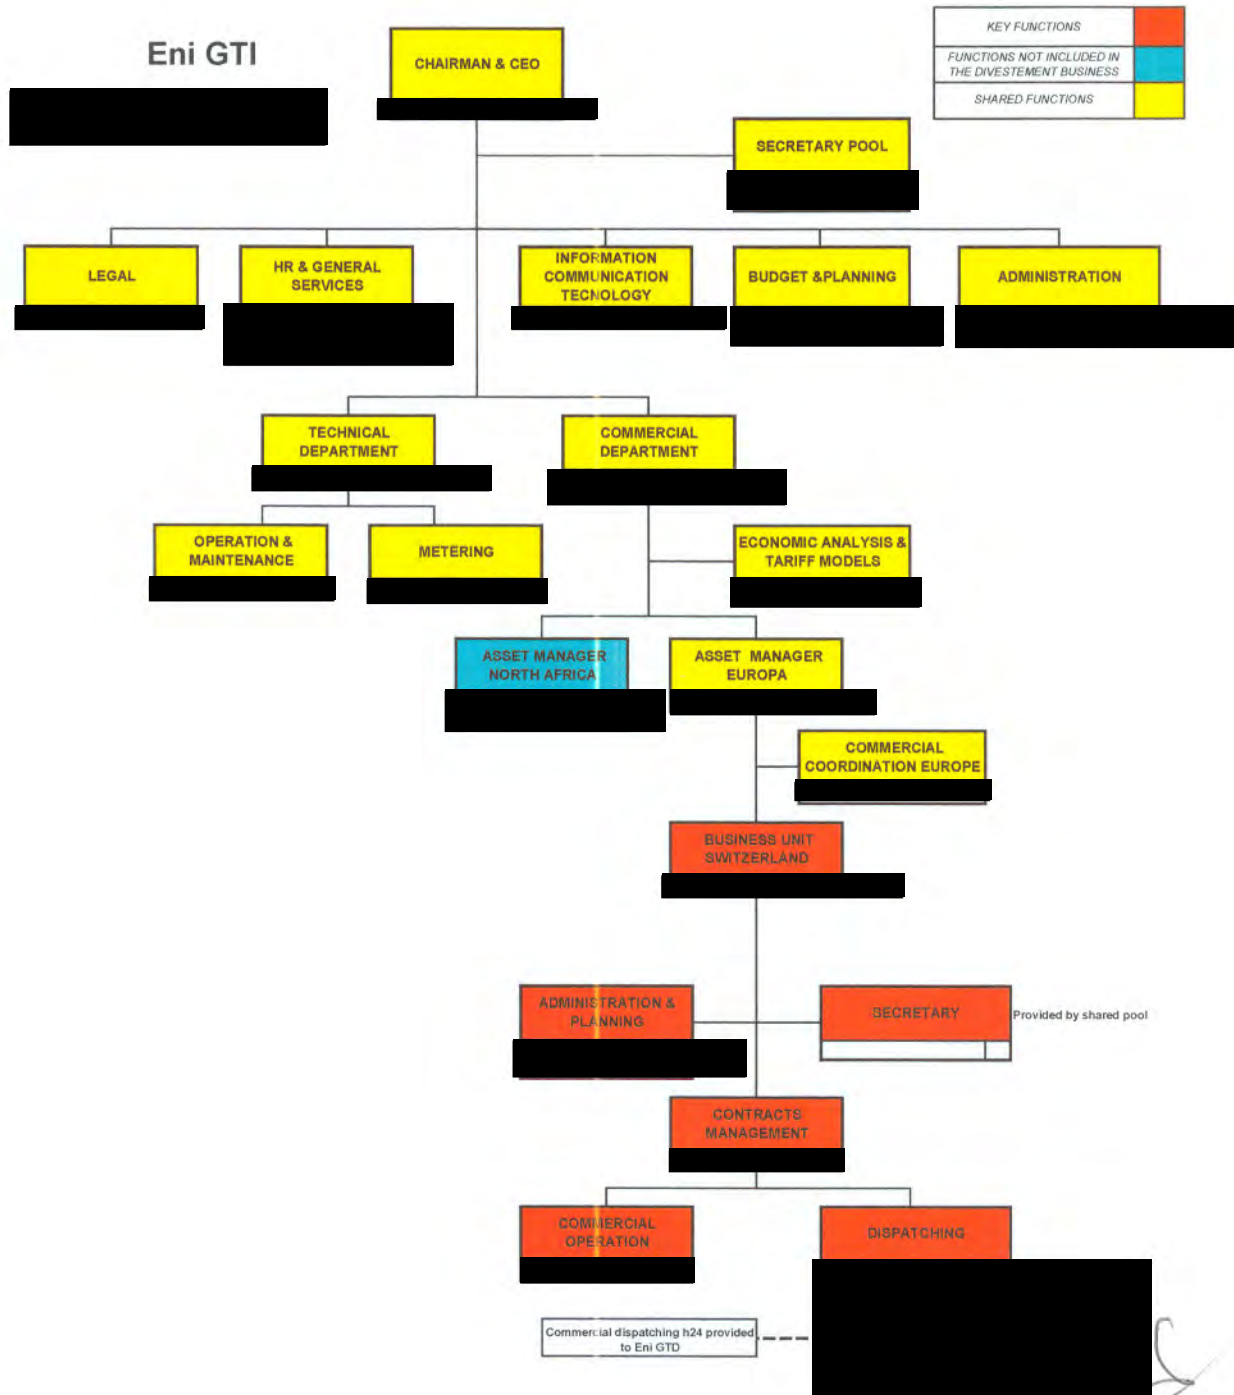 Eni GTI
CHAIRMAN & CEO
KEY FUNCTIONS
FUNCTIONS NOT INCLUDED IN
THE DIVESTEMENT BUSINESS
SHARED FUNCTIONS
SECRETARY POOL
LEGAL
HR & GENERAL
SERVICES
INFORMATION
COMMUNICATION
TECNOLOGY
BUDGET &PLANNING
ADMINISTRATION
TECHNICAL
DEPARTMENT
COMMERCIAL
DEPARTMENT
OPERATION &
MAINTENANCE
METERING
ECONOMIC ANALYSIS &
TARIFF MODELS
ASSET MANAGER
NORTH AFRICA
ASSET MANAGER
EUROPA
COMMERCIAL
COORDINATION EUROPE
BUSINESS UNIT
SWITZERLAND
ADMINISTRATION &
PLANNING
SECRETARY
Provided by shared pool
CONTRACTS
MANAGEMENT
COMMERCIAL
OPERATION
DISPATCHING
Commercial dispatching h24 provided
to Eni GTD